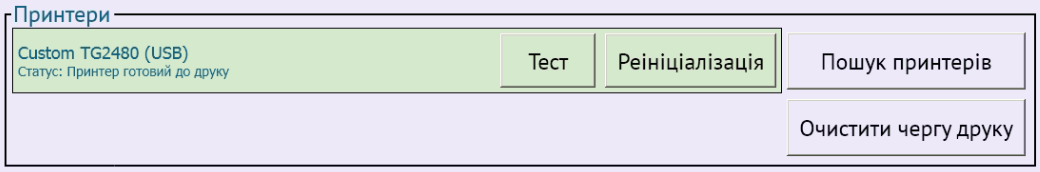 Принтери
Custom TG2480 (USB)
Статус: Принтер готовий до друку
Тест
Реініціалізація
Пошук принтерів
Очистити чергу друку